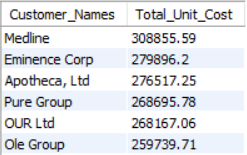 Customer_Names Total_Unit_Cost
Medline 308855.59
Eminence Corp 279896.2
Apotheca, Ltd 276517.25
Pure Group 268695.78
OUR Ltd 268167.06
Ole Group 259739.71